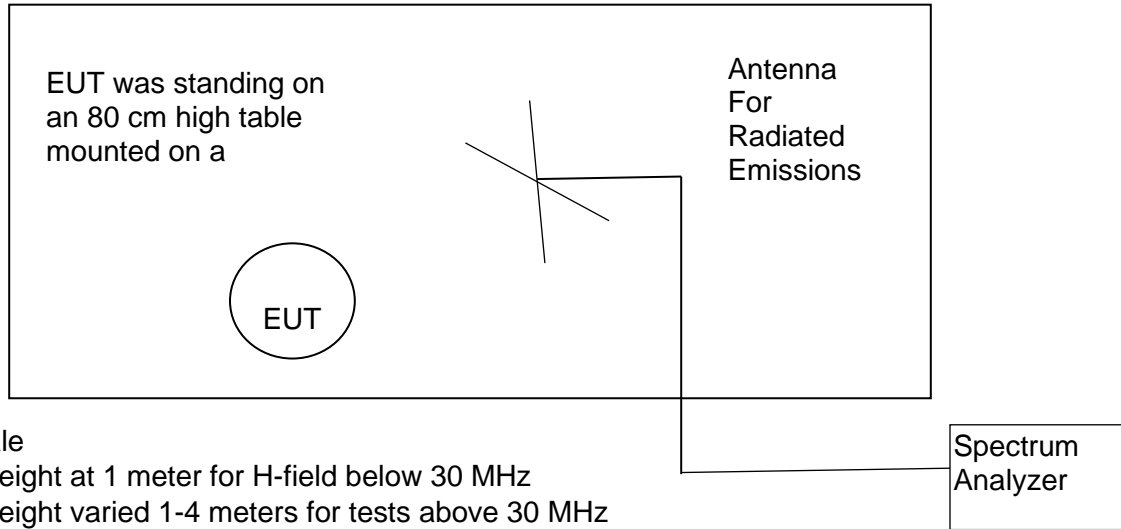 EUT was standing on
an 80 cm high table
mounted on a
Antenna
For
Radiated
Emissions
EUT
Spectrum
Analyzer
eight at 1 meter for H-field below 30 MHz
eight varied 1-4 meters for tests above 30 MHz